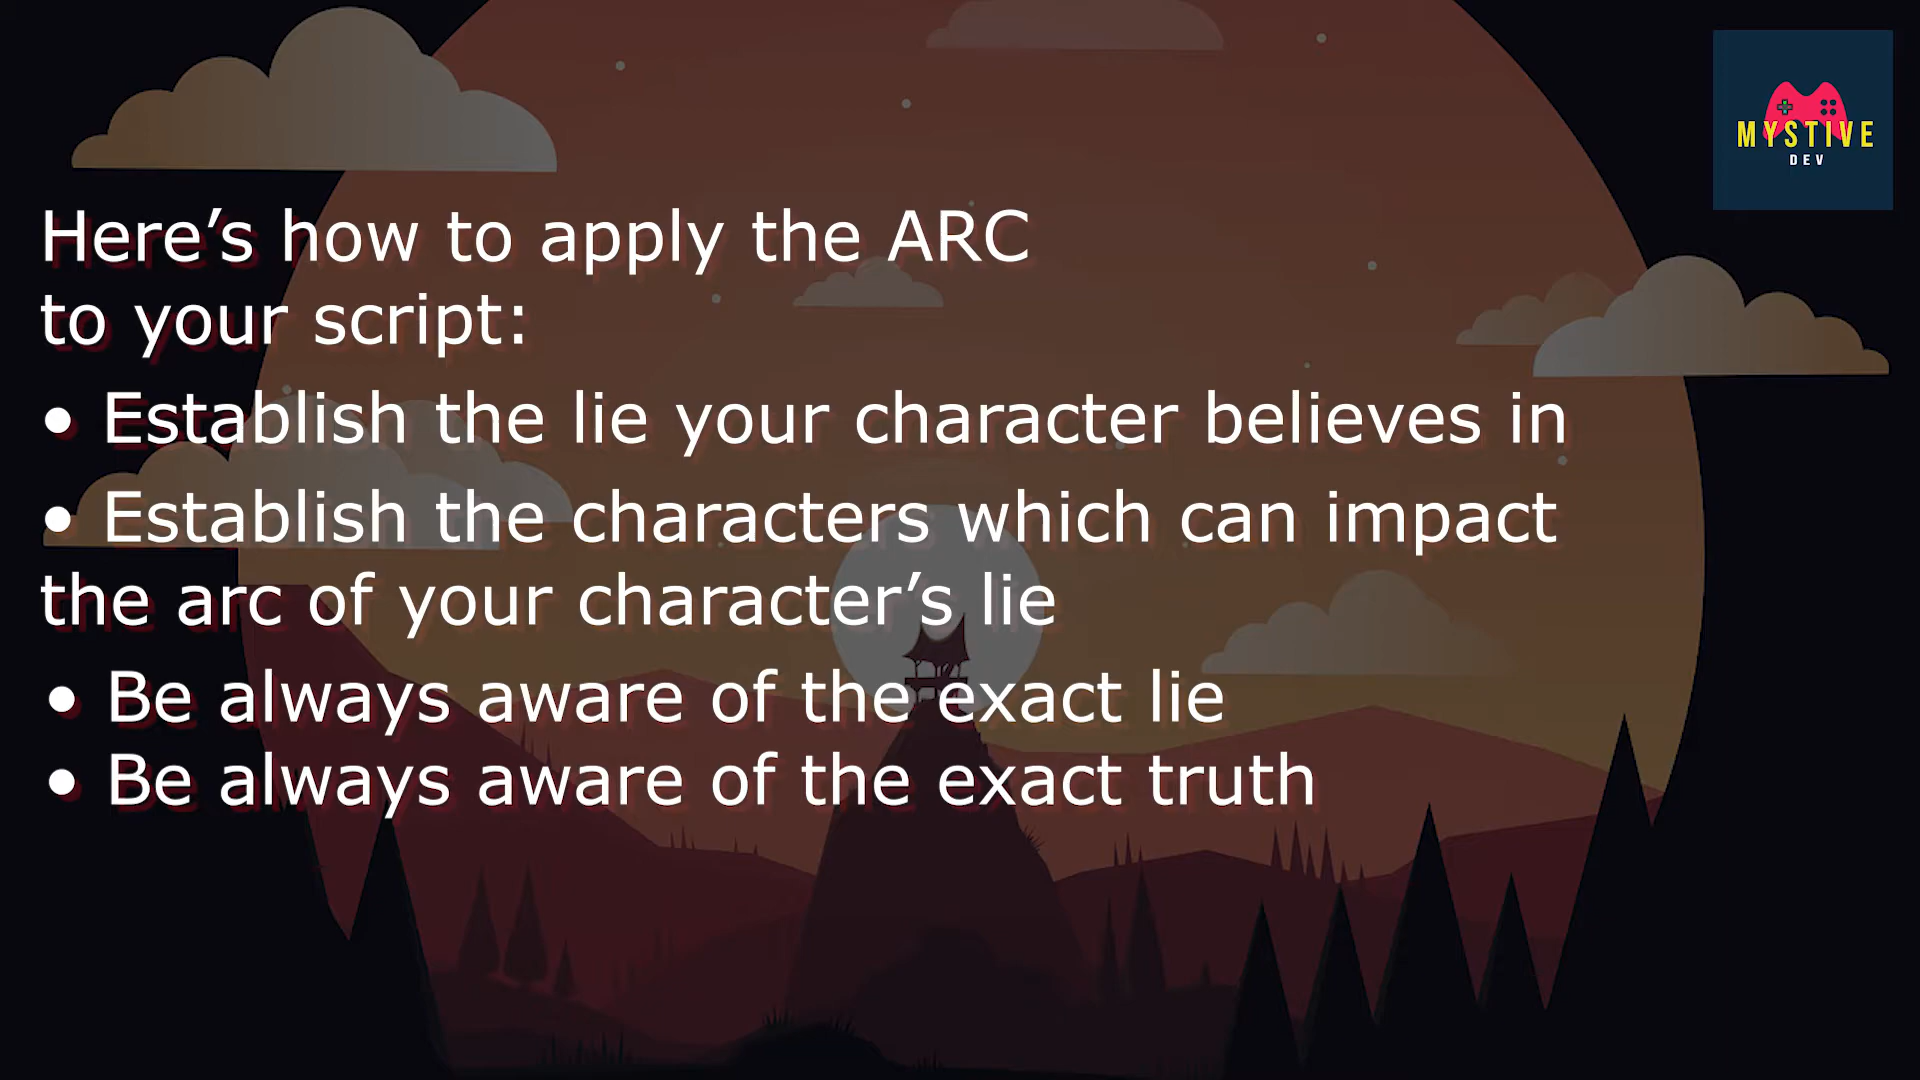 MYSTIVE
DEV
Here’s how to apply the ARC
to your script:
• Establish the lie your character believes in
• Establish the characters which can impact
the arc of your character’s lie
• Be always aware of the exact lie
• Be always aware of the exact truth